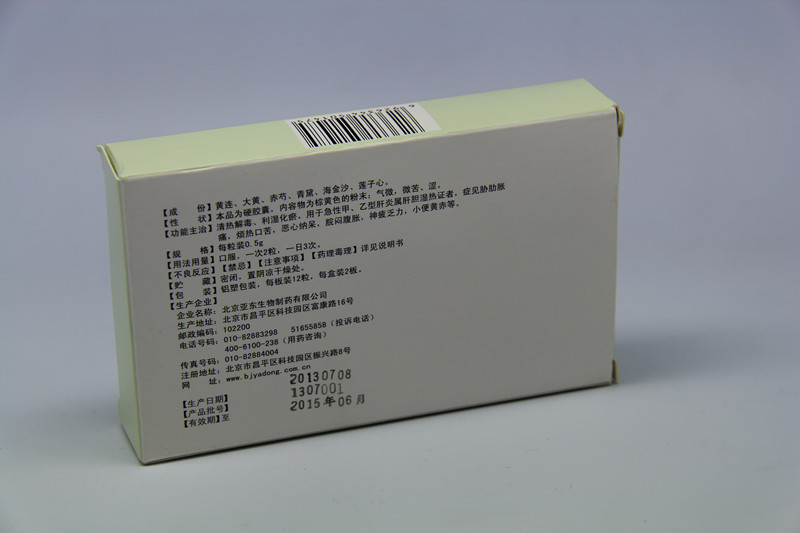 【成　　份】黄连、大黄、赤芍、青黛、海金沙、莲子心。
【性　　状】本品为硬胶囊，内容物为棕黄色的粉末；气微，微苦、涩。
【功能主治】清热解毒、利湿化瘀，用于急性甲、乙型肝炎属肝胆湿热证者，症见胁肋胀
痛，烦热口苦，恶心纳呆，脘闷腹胀，神疲乏力，小便黄赤等。
【规　　格】每粒装0.5g
【用法用量】口服，一次2粒，一日3次。
【不良反应】【禁忌】【注意事项】【药理毒理】详见说明书
【贮　　藏】密闭，置阴凉干燥处。
【包　　装】铝塑包装，每板装12粒，每盒装2板。
【生产企业】
企业名称：北京亚东生物制药有限公司
生产地址：北京市昌平区科技园区富康路16号
邮政编码：102200
电话号码：010-82883298　51655858（投诉电话）
400-6100-238（用药咨询）
传真号码：010-82884004
注册地址：北京市昌平区科技园区振兴路8号
网　　址：www.bjyadong.com.cn
【生产日期】 20130708
【产品批号】 1307001
【有效期】至 2015年06月